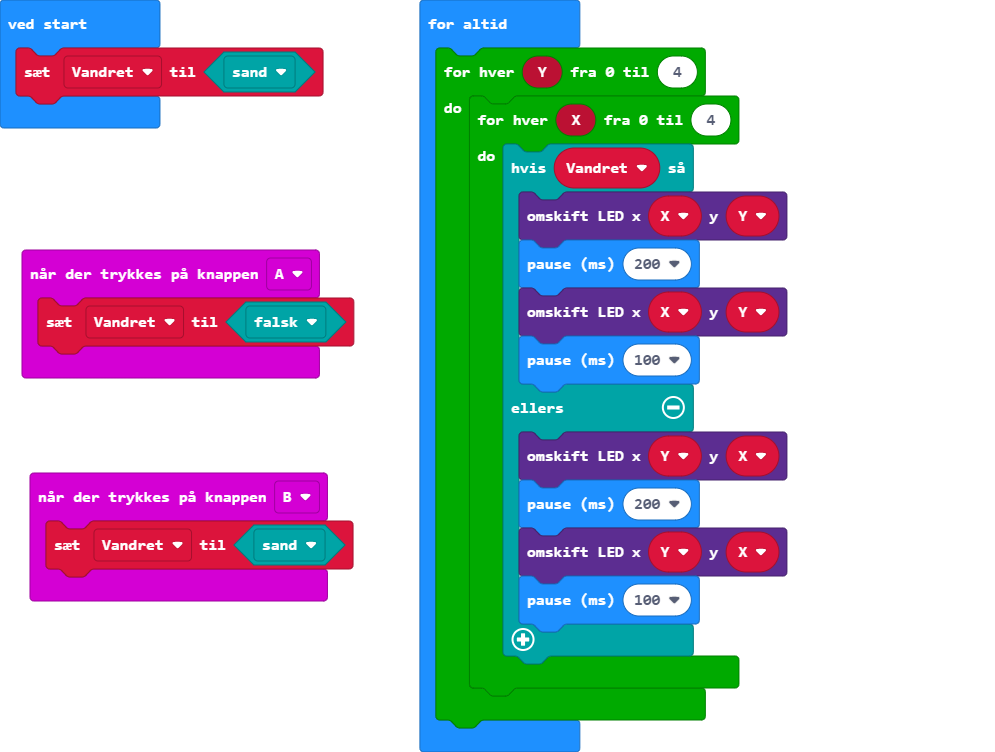 ved start
sæt Vandret til sand
når der trykkes på knappen A
sæt Vandret til falsk
når der trykkes på knappen B
sæt Vandret til sand
for altid
for hver Y fra 0 til 4
do
for hver X fra 0 til 4
do
hvis Vandret så
omskift LED x X y Y
pause (ms) 200
omskift LED x X y Y
pause (ms) 100
ellers
omskift LED x Y y X
pause (ms) 200
omskift LED x Y y X
pause (ms) 100